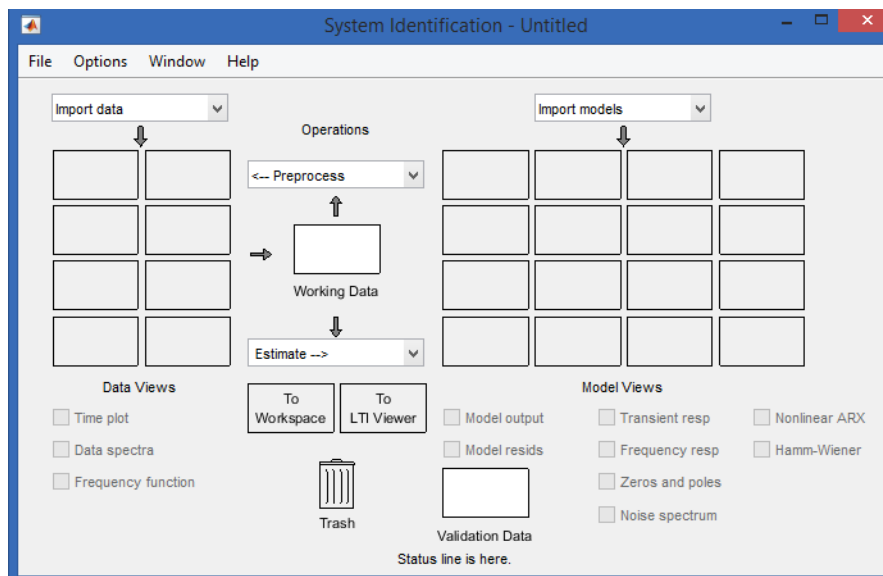 System Identification - Untitled
File Options Window Help
Import data
Import models
Operations
<-- Preprocess
Working Data
Estimate -->
Data Views
Model Views
To
Workspace
To
LTI Viewer
Time plot
Data spectra
Frequency function
Model output
Model resids
Transient resp
Frequency resp
Zeros and poles
Noise spectrum
Nonlinear ARX
Hamm-Wiener
Trash
Validation Data
Status line is here.